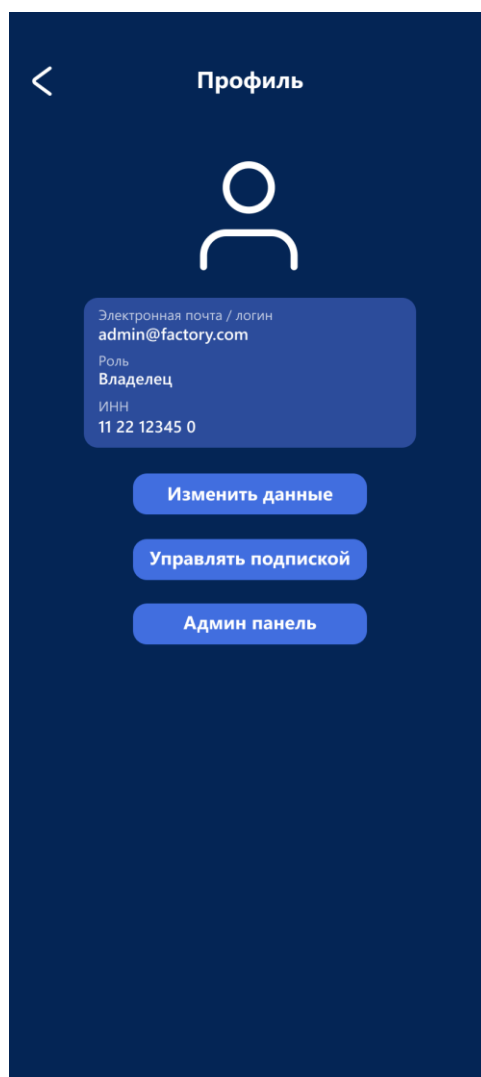 Профиль
Электронная почта / логин
admin@factory.com
Роль
Владелец
ИНН
11 22 12345 0
Изменить данные
Управлять подпиской
Админ панель